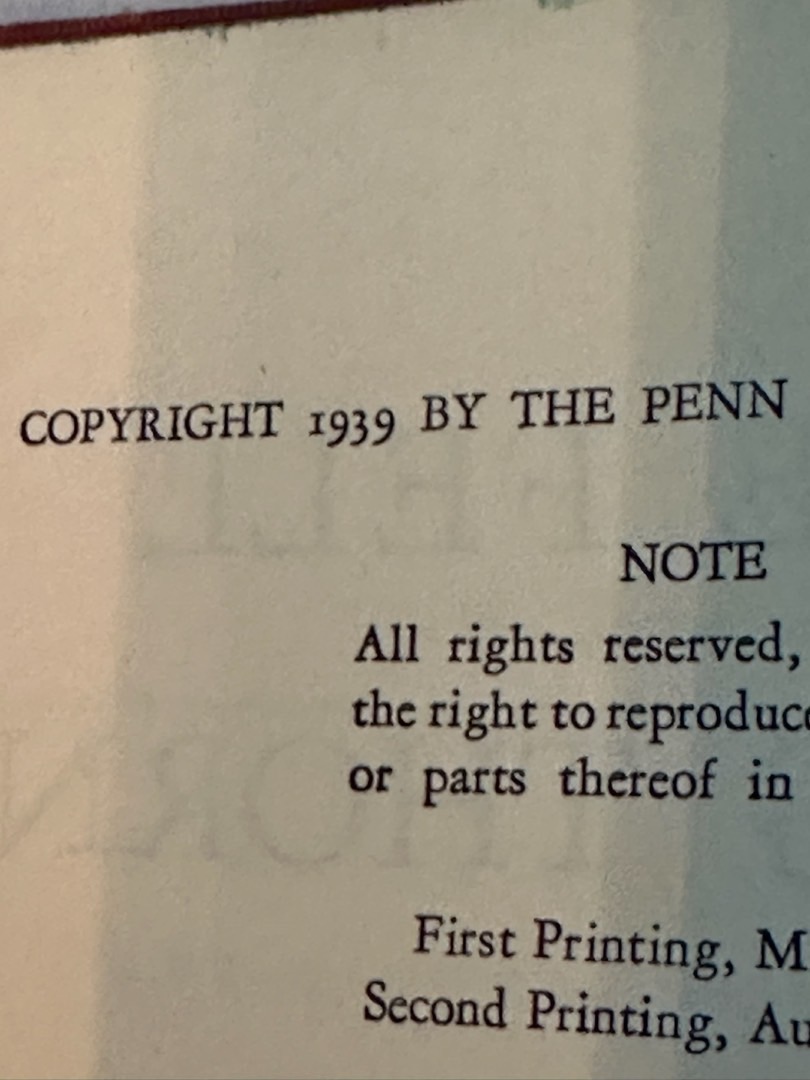 COPYRIGHT 1939 BY THE PENN
NOTE
All rights reserved,
the right to reproduce
or parts thereof in
First Printing, M
Second Printing, Au